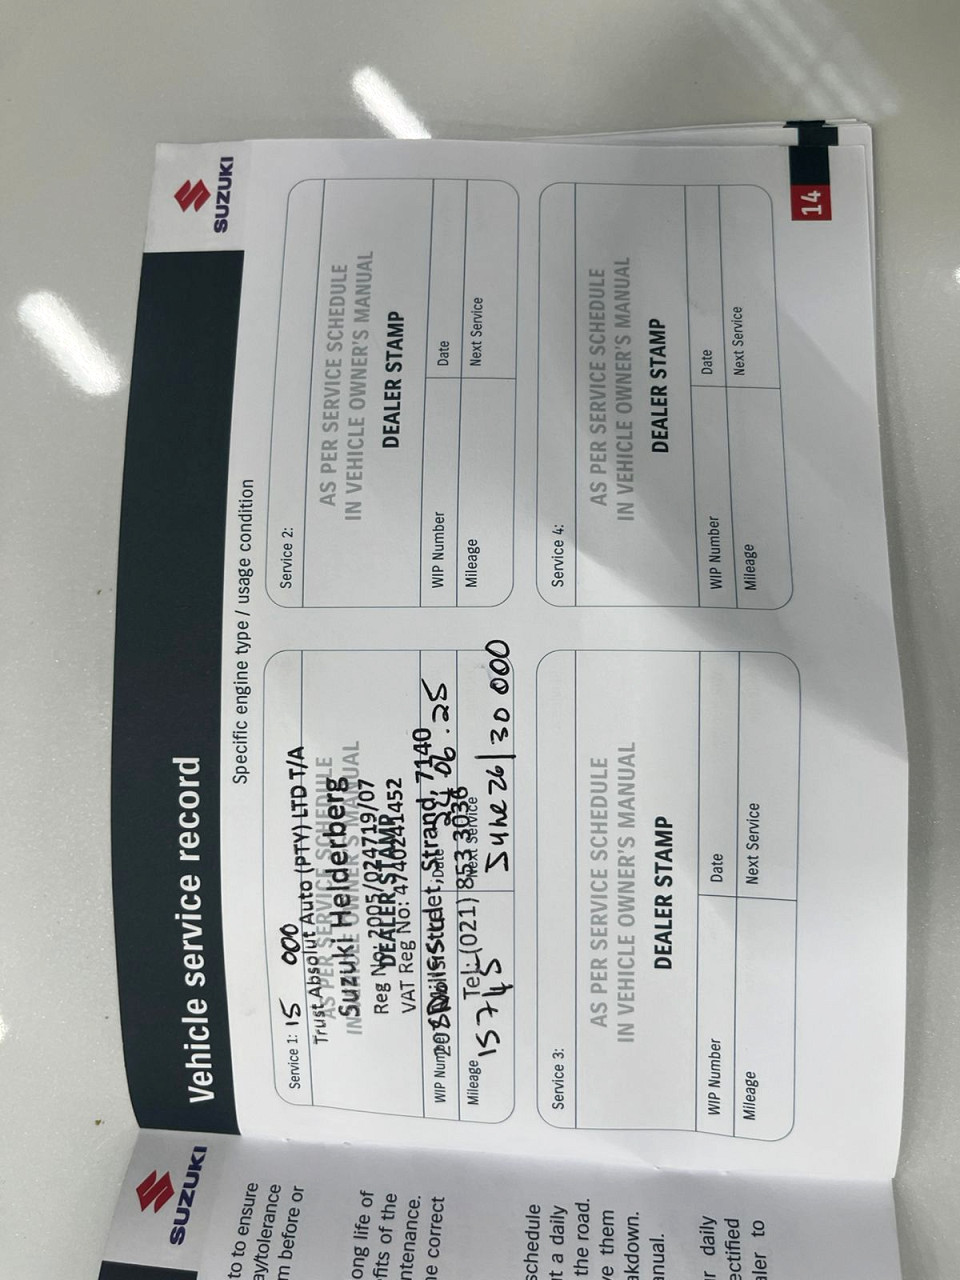 SUZUKI
Vehicle service record
Specific engine type / usage condition
Service 1: 15 000
Trust Absolut Auto (PTY) LTD T/A
AS PER SERVICE SCHEDULE
IN VEHICLE OWNER'S MANUAL
Suzuki Helderberg
Reg No: 2005/024719/07
DEALER STAMP
VAT Reg No: 4740241452
WIP Number
Street, Strand, 7140
Date 24.06.25
Tel: (021) 853 3036
Mileage 15745
Next Service June 26/30 000
Service 2:
AS PER SERVICE SCHEDULE
IN VEHICLE OWNER'S MANUAL
DEALER STAMP
WIP Number
Date
Mileage
Next Service
Service 3:
AS PER SERVICE SCHEDULE
IN VEHICLE OWNER'S MANUAL
DEALER STAMP
WIP Number
Date
Mileage
Next Service
Service 4:
AS PER SERVICE SCHEDULE
IN VEHICLE OWNER'S MANUAL
DEALER STAMP
WIP Number
Date
Mileage
Next Service
14
SUZUKI
to to ensure
ay/tolerance
m before or
ong life of
fits of the
ntenance.
e correct
schedule
t a daily
the road.
e them
akdown.
anual.
r daily
ectified
aler to